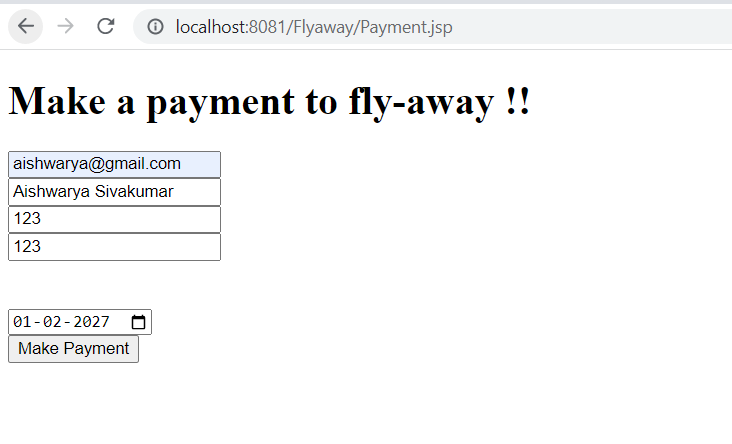 localhost:8081/Flyaway/Payment.jsp
Make a payment to fly-away !!
aishwarya@gmail.com
Aishwarya Sivakumar
123
123
01-02-2027
Make Payment